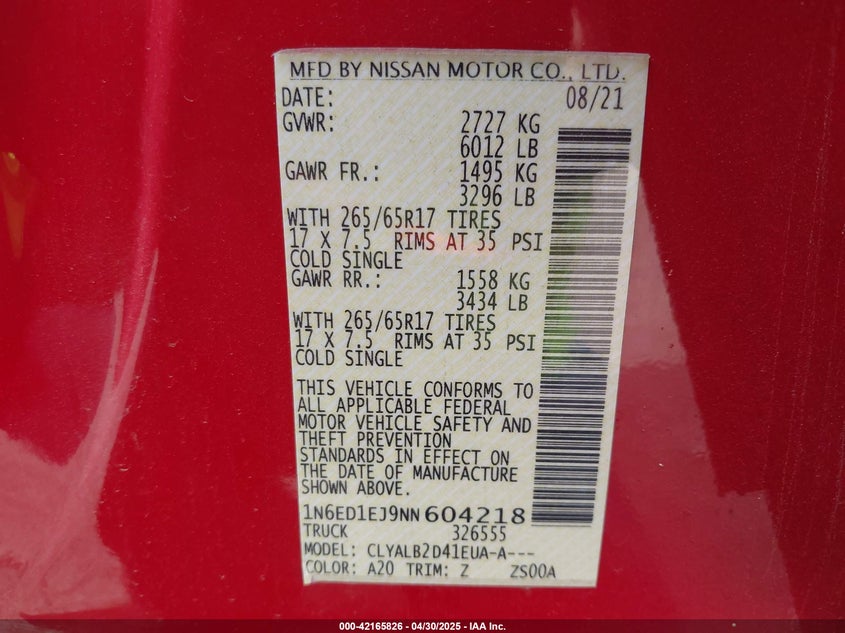 MFD BY NISSAN MOTOR CO., LTD.
DATE: 08/21
GVWR: 2727 KG
6012 LB
GAWR FR.: 1495 KG
3296 LB
WITH 265/65R17 TIRES
17 X 7.5 RIMS AT 35 PSI
COLD SINGLE
GAWR RR.: 1558 KG
3434 LB
WITH 265/65R17 TIRES
17 X 7.5 RIMS AT 35 PSI
COLD SINGLE
THIS VEHICLE CONFORMS TO
ALL APPLICABLE FEDERAL
MOTOR VEHICLE SAFETY AND
THEFT PREVENTION
STANDARDS IN EFFECT ON
THE DATE OF MANUFACTURE
SHOWN ABOVE.
1N6ED1EJ9NN604218
TRUCK 326555
MODEL: CLYALB2D41EUA-A---
COLOR: A20 TRIM: Z ZS00A
000-42165826 - 04/30/2025 - IAA Inc.